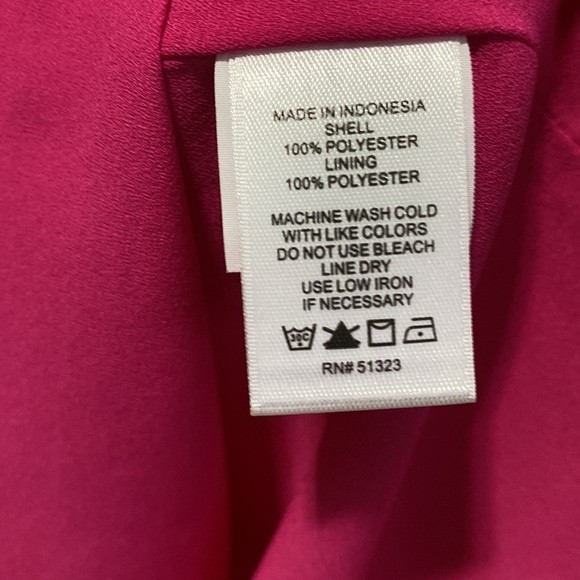 MADE IN INDONESIA
SHELL
100% POLYESTER
LINING
100% POLYESTER
MACHINE WASH COLD
WITH LIKE COLORS
DO NOT USE BLEACH
LINE DRY
USE LOW IRON
IF NECESSARY
30C
RN# 51323